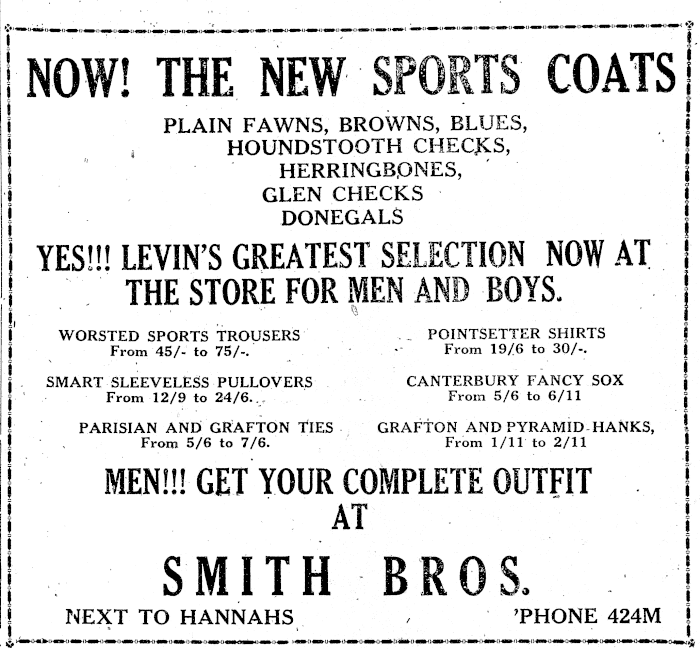 NOW! THE NEW SPORTS COATS
PLAIN FAWNS, BROWNS, BLUES,
HOUNDSTOOTH CHECKS,
HERRINGBONES,
GLEN CHECKS
DONEGALS
YES!!! LEVIN'S GREATEST SELECTION NOW AT
THE STORE FOR MEN AND BOYS.
WORSTED SPORTS TROUSERS
From 45/- to 75/-.
POINTSETTER SHIRTS
From 19/6 to 30/-.
SMART SLEEVELESS PULLOVERS
From 12/9 to 24/6.
CANTERBURY FANCY SOX
From 5/6 to 6/11
PARISIAN AND GRAFTON TIES
From 5/6 to 7/6.
GRAFTON AND PYRAMID HANKS,
From 1/11 to 2/11
MEN!!! GET YOUR COMPLETE OUTFIT
AT
SMITH BROS.
NEXT TO HANNAHS
'PHONE 424M